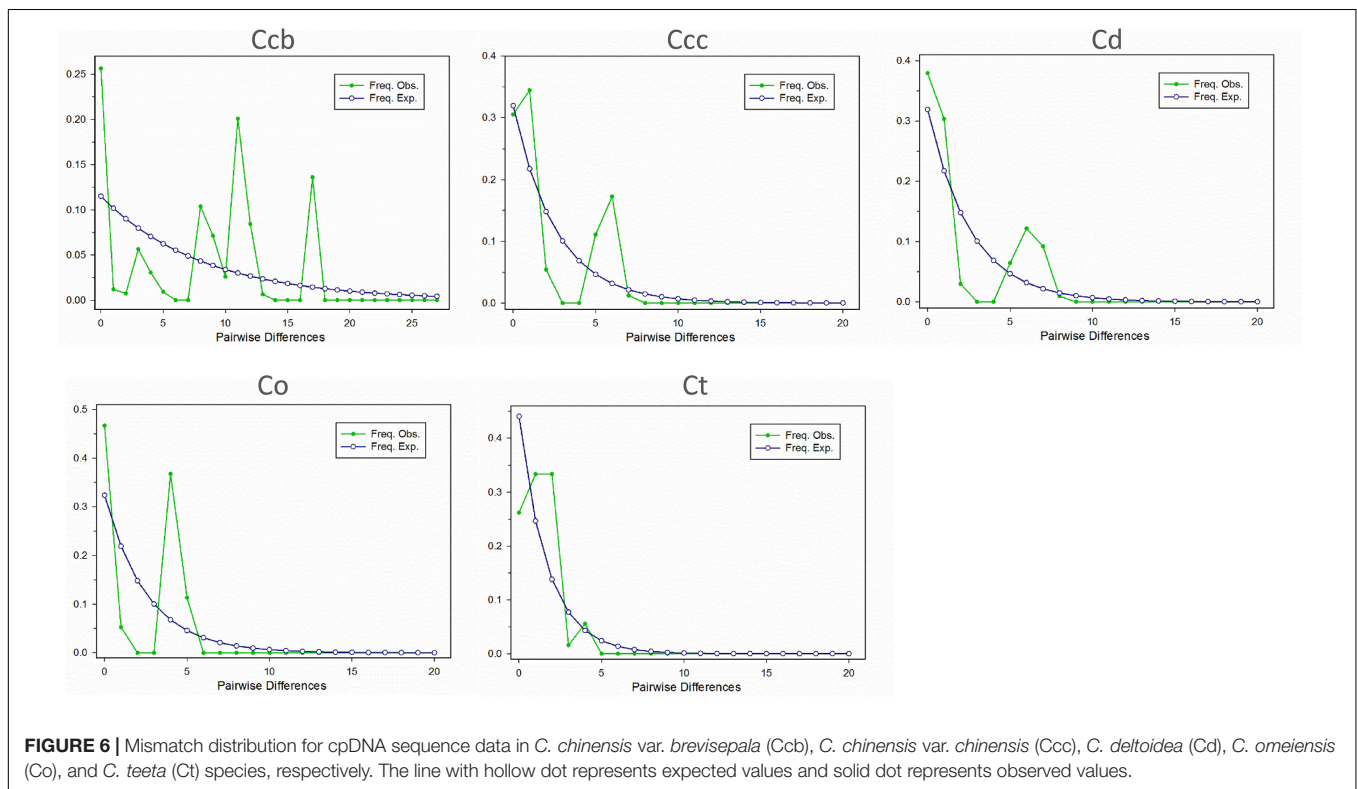 Ccb
0.25
0.20
0.15
0.10
0.05
0.00
Freq. Obs.
Freq. Exp.
0 5 10 15 20 25
Pairwise Differences
Ccc
0.4
0.3
0.2
0.1
0.0
Freq. Obs.
Freq. Exp.
0 5 10 15 20
Pairwise Differences
Cd
0.4
0.3
0.2
0.1
0.0
Freq. Obs.
Freq. Exp.
0 5 10 15 20
Pairwise Differences
Co
0.5
0.4
0.3
0.2
0.1
0.0
Freq. Obs.
Freq. Exp.
0 5 10 15 20
Pairwise Differences
Ct
0.4
0.3
0.2
0.1
0.0
Freq. Obs.
Freq. Exp.
0 5 10 15 20
Pairwise Differences
FIGURE 6 | Mismatch distribution for cpDNA sequence data in C. chinensis var. brevisepala (Ccb), C. chinensis var. chinensis (Ccc), C. deltoidea (Cd), C. omeiensis
(Co), and C. teeta (Ct) species, respectively. The line with hollow dot represents expected values and solid dot represents observed values.